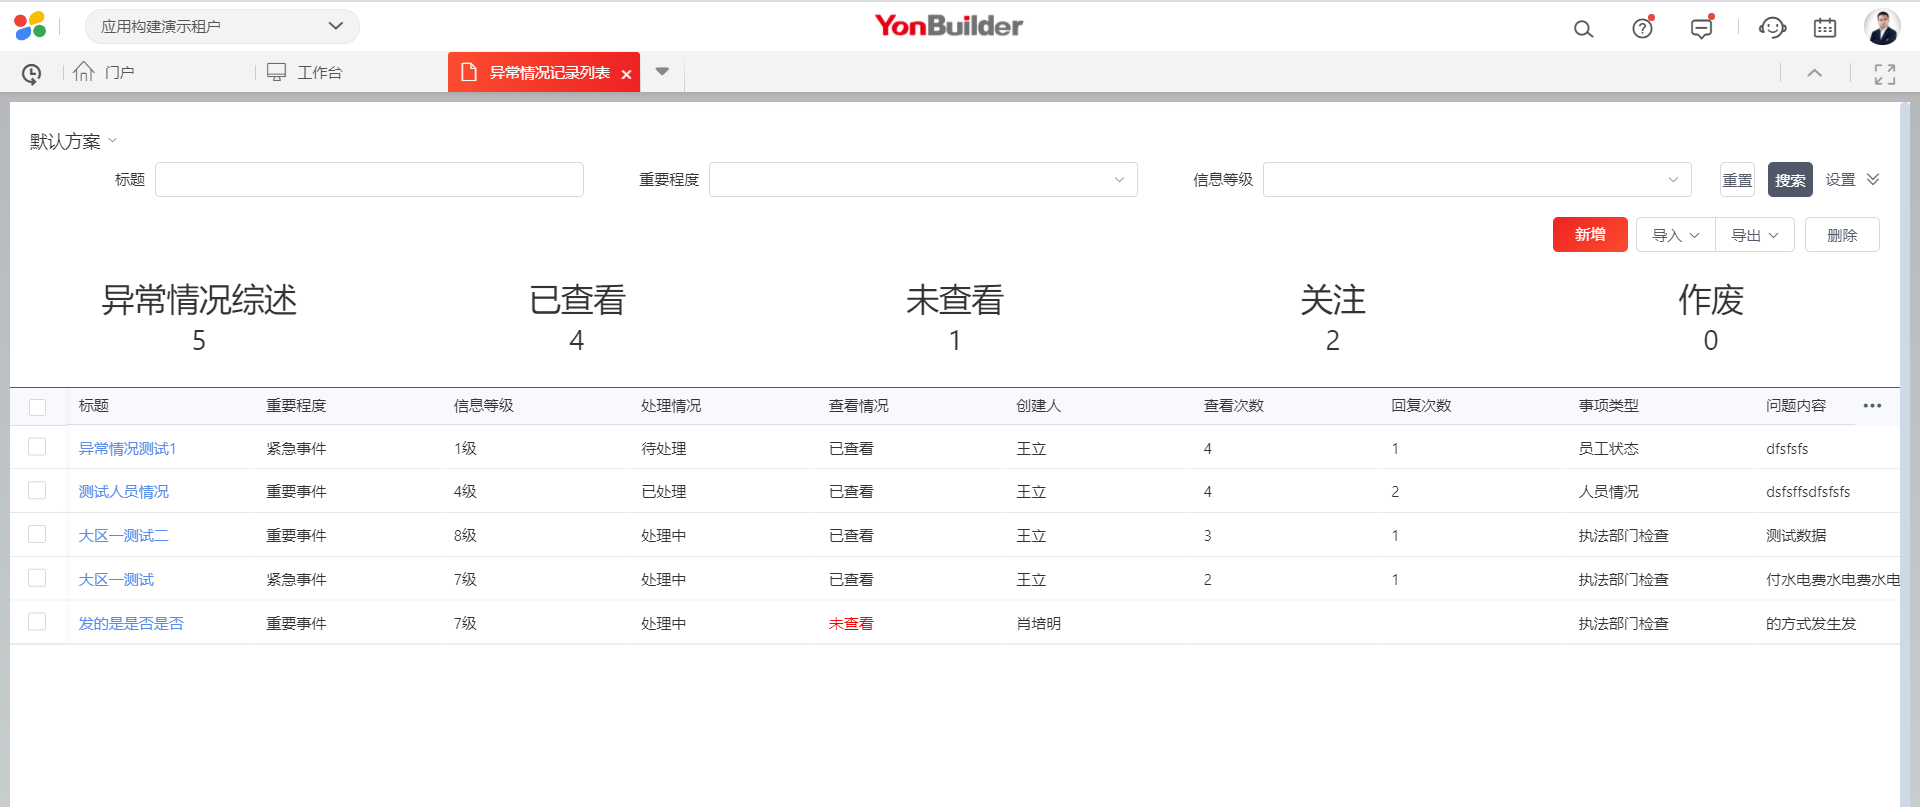 应用构建演示租户
YonBuilder
门户
工作台
异常情况记录列表
默认方案
标题
重要程度
信息等级
重置
搜索
设置
新增
导入
导出
删除
异常情况综述
已查看
未查看
关注
作废
5
4
1
2
0
标题 重要程度 信息等级 处理情况 查看情况 创建人 查看次数 回复次数 事项类型 问题内容
异常情况测试1 紧急事件 1级 待处理 已查看 王立 4 1 员工状态 dfsfsfs
测试人员情况 重要事件 4级 已处理 已查看 王立 4 2 人员情况 dsfsffsdfsfsfs
大区一测试二 重要事件 8级 处理中 已查看 王立 3 1 执法部门检查 测试数据
大区一测试 紧急事件 7级 处理中 已查看 王立 2 1 执法部门检查 付水电费水电费水电
发的是是否是否 重要事件 7级 处理中 未查看 肖培明 执法部门检查 的方式发生发